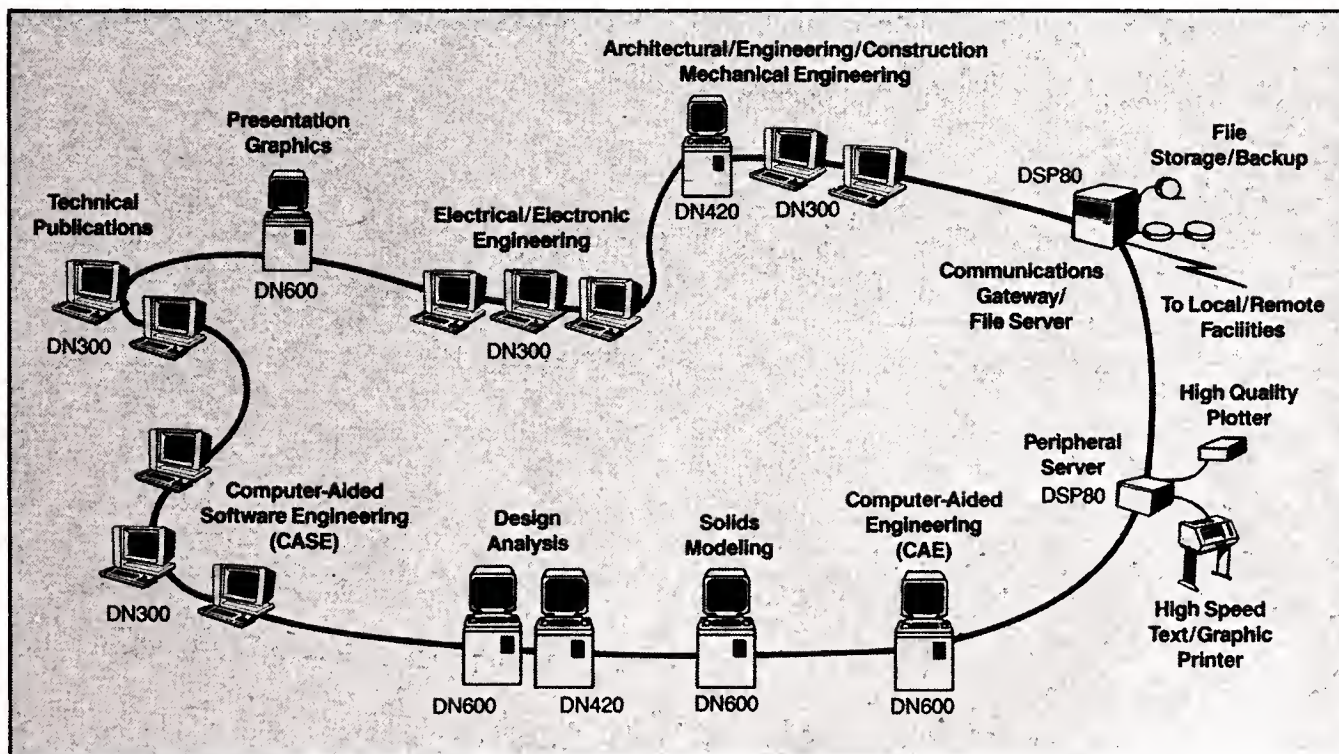 Architectural/Engineering/Construction
Mechanical Engineering
Presentation
Graphics
File
Storage/Backup
DSP80
Technical
Publications
Electrical/Electronic
Engineering
DN420
DN300
DN600
Communications
Gateway/
File Server
To Local/Remote
Facilities
DN300
DN300
High Quality
Plotter
Peripheral
Server
DSP80
Computer-Aided
Software Engineering
(CASE)
Design
Analysis
Solids
Modeling
Computer-Aided
Engineering
(CAE)
DN300
High Speed
Text/Graphic
Printer
DN600
DN420
DN600
DN600